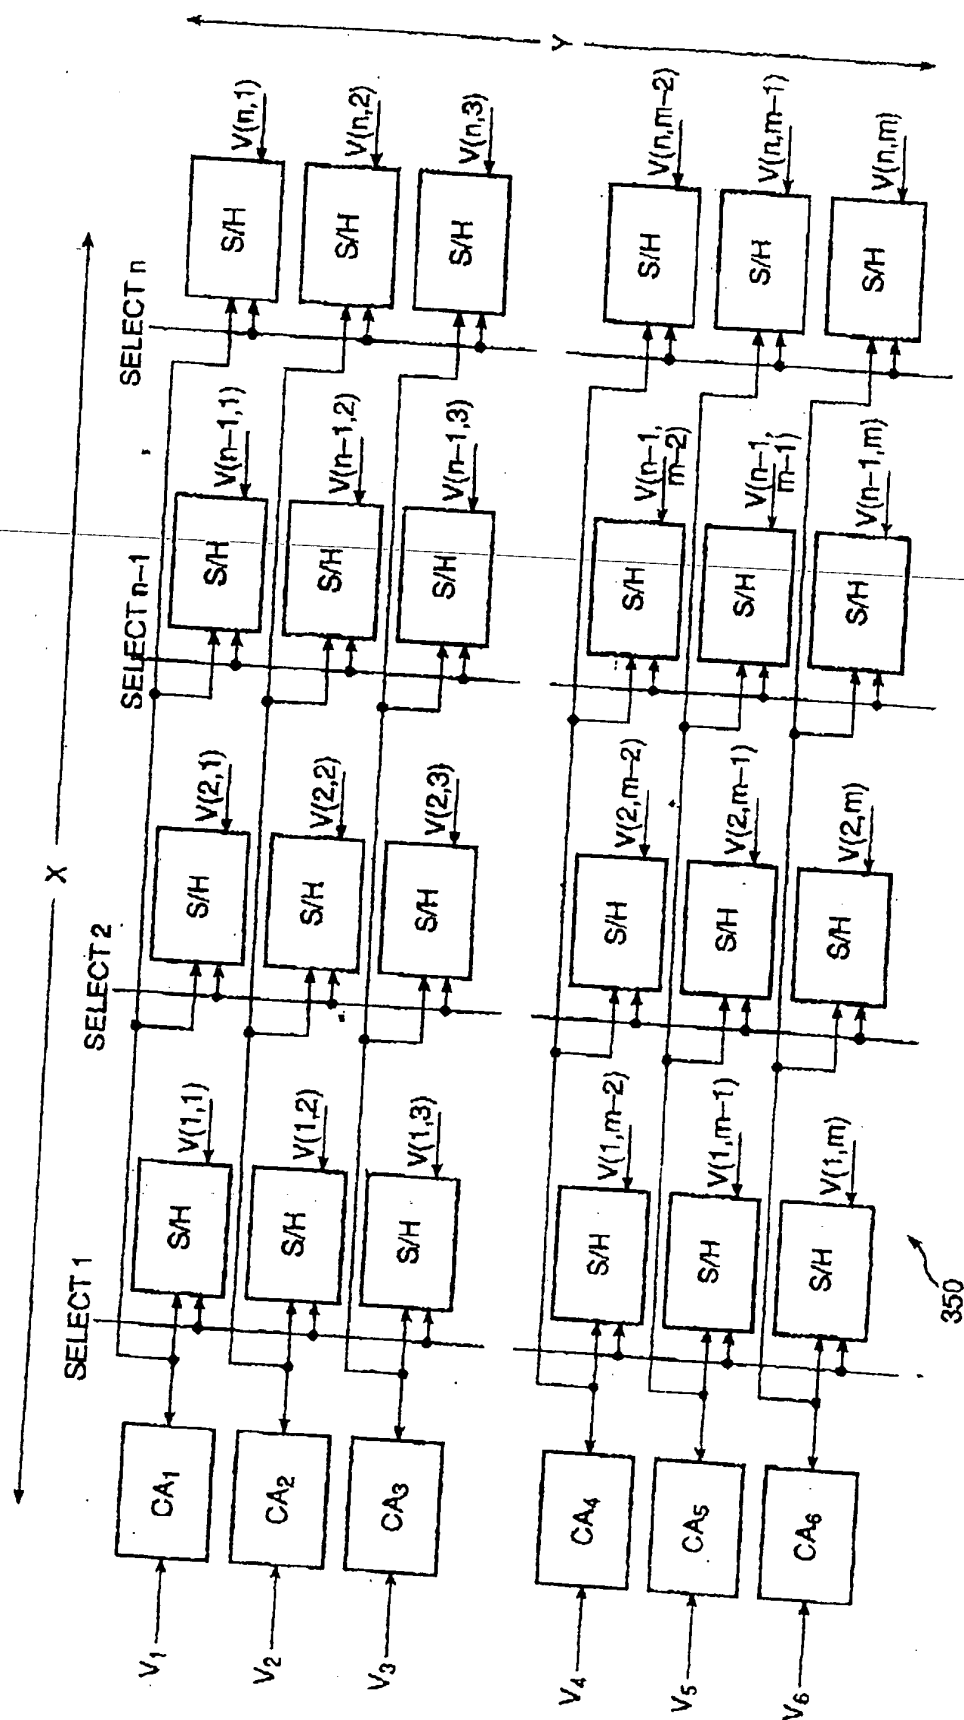 X
Y
SELECT 1
SELECT 2
SELECT n-1
SELECT n
V1
CA1
S/H
V(1,1)
S/H
V(2,1)
S/H
V(n-1,1)
S/H
V(n,1)
V2
CA2
S/H
V(1,2)
S/H
V(2,2)
S/H
V(n-1,2)
S/H
V(n,2)
V3
CA3
S/H
V(1,3)
S/H
V(2,3)
S/H
V(n-1,3)
S/H
V(n,3)
V4
CA4
S/H
V(1,m-2)
S/H
V(2,m-2)
S/H
V(n-1,
m-2)
S/H
V(n,m-2)
V5
CA5
S/H
V(1,m-1)
S/H
V(2,m-1)
S/H
V(n-1,
m-1)
S/H
V(n,m-1)
V6
CA6
S/H
V(1,m)
S/H
V(2,m)
S/H
V(n-1,m)
S/H
V(n,m)
350